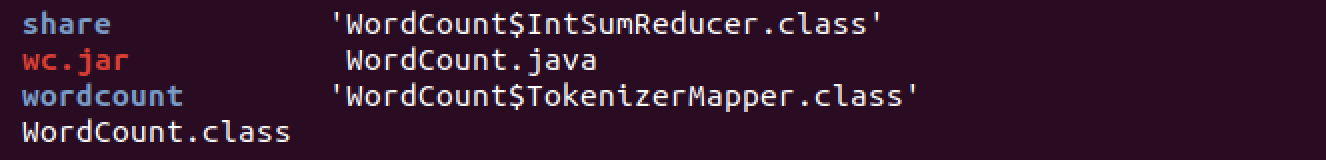 share 'WordCount$IntSumReducer.class'
wc.jar WordCount.java
wordcount 'WordCount$TokenizerMapper.class'
WordCount.class